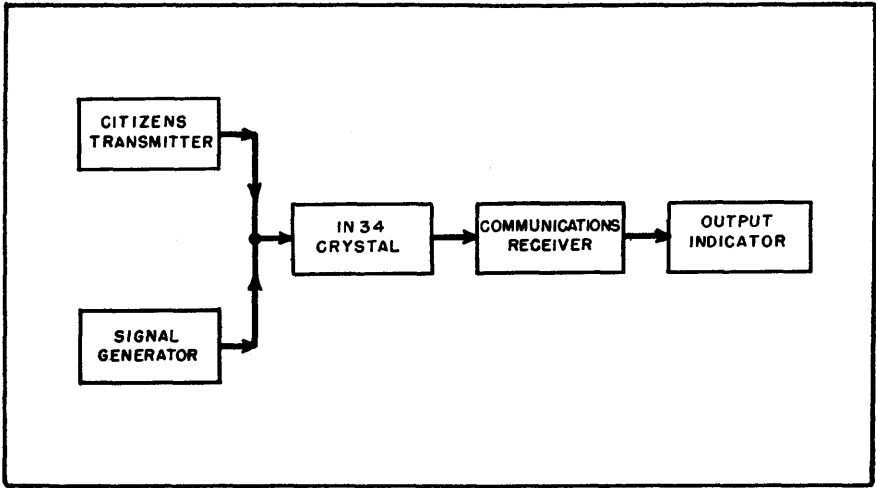 CITIZENS
TRANSMITTER
IN 34
CRYSTAL
COMMUNICATIONS
RECEIVER
OUTPUT
INDICATOR
SIGNAL
GENERATOR